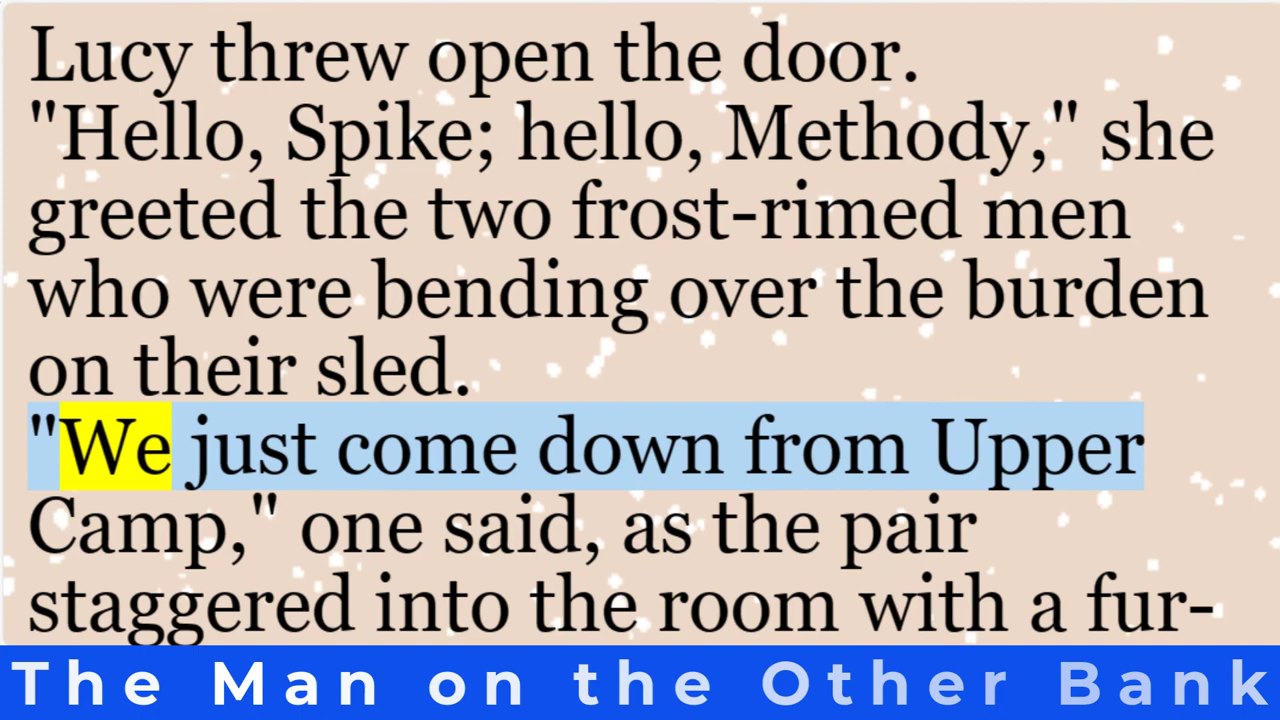 Lucy threw open the door.
"Hello, Spike; hello, Methody," she
greeted the two frost-rimed men
who were bending over the burden
on their sled.
"We just come down from Upper
Camp," one said, as the pair
staggered into the room with a fur-
The Man on the Other Bank